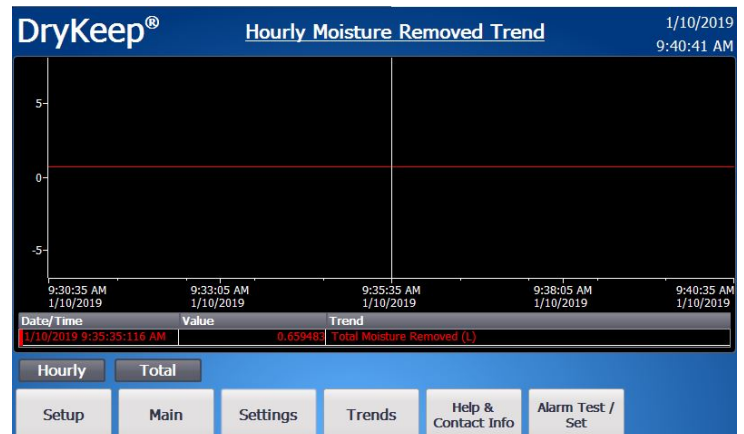 DryKeep®
Hourly Moisture Removed Trend
1/10/2019
9:40:41 AM
5
0
-5
9:30:35 AM 9:33:05 AM 9:35:35 AM 9:38:05 AM 9:40:35 AM
1/10/2019 1/10/2019 1/10/2019 1/10/2019 1/10/2019
Date/Time Value Trend
1/10/2019 9:35:35:116 AM 0.659483 Total Moisture Removed (L)
Hourly Total
Setup Main Settings Trends Help &
Contact Info
Alarm Test /
Set